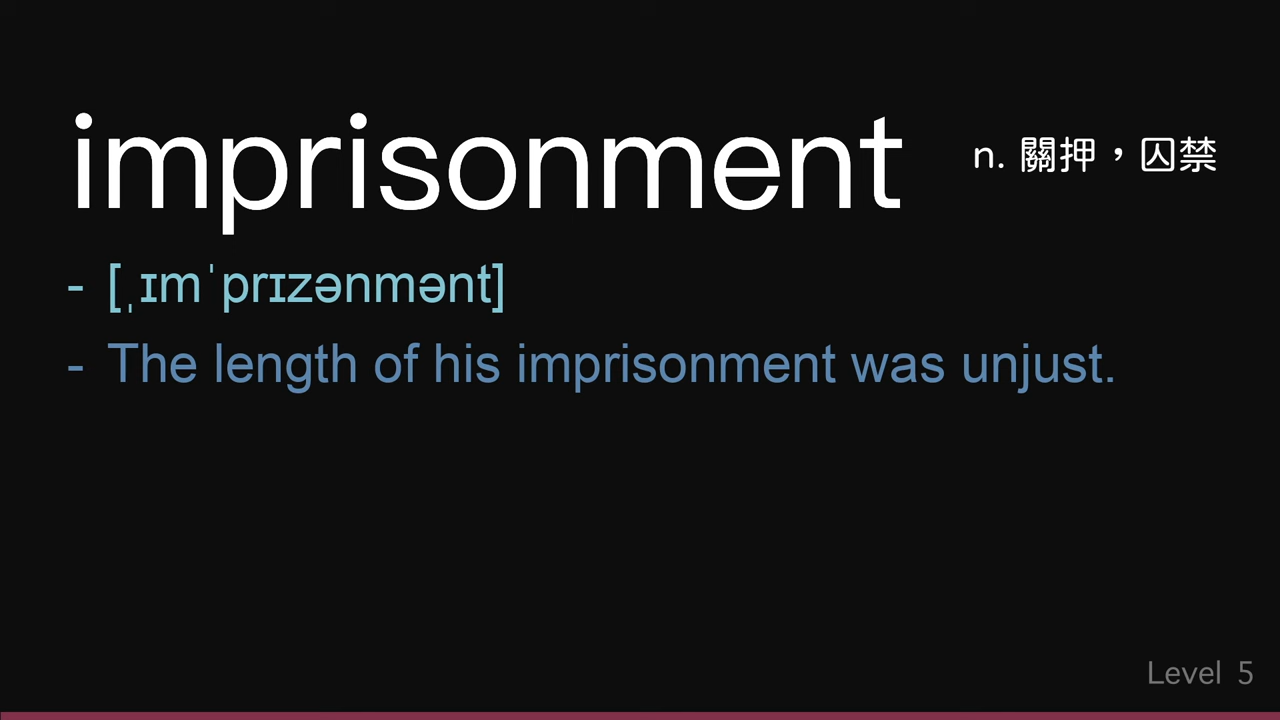 imprisonment n. 關押，囚禁
- [ˌɪmˈprɪzənmənt]
- The length of his imprisonment was unjust.
Level 5